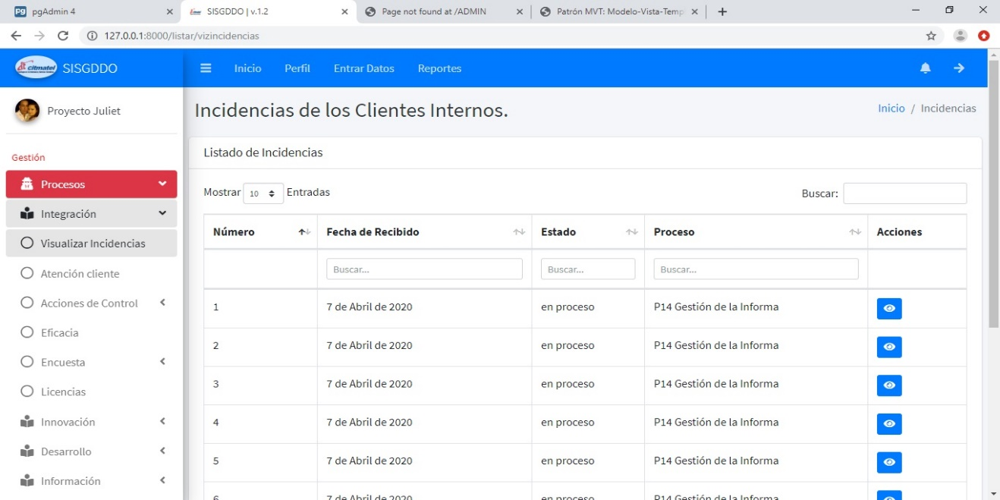 pgAdmin 4
SISGDDO | v.1.2
Page not found at /ADMIN
Patrón MVT: Modelo-Vista-Temp
127.0.0.1:8000/listar/vizincidencias
citmatel
SISGDDO
Inicio
Perfil
Entrar Datos
Reportes
Proyecto Juliet
Incidencias de los Clientes Internos.
Inicio / Incidencias
Gestión
Procesos
Integración
Visualizar Incidencias
Atención cliente
Acciones de Control
Eficacia
Encuesta
Licencias
Innovación
Desarrollo
Información
Listado de Incidencias
Mostrar 10 Entradas
Buscar:
Número Fecha de Recibido Estado Proceso Acciones
Buscar... Buscar... Buscar...
1 7 de Abril de 2020 en proceso P14 Gestión de la Informa
2 7 de Abril de 2020 en proceso P14 Gestión de la Informa
3 7 de Abril de 2020 en proceso P14 Gestión de la Informa
4 7 de Abril de 2020 en proceso P14 Gestión de la Informa
5 7 de Abril de 2020 en proceso P14 Gestión de la Informa
6 7 de Abril de 2020 en proceso P14 Gestión de la Informa